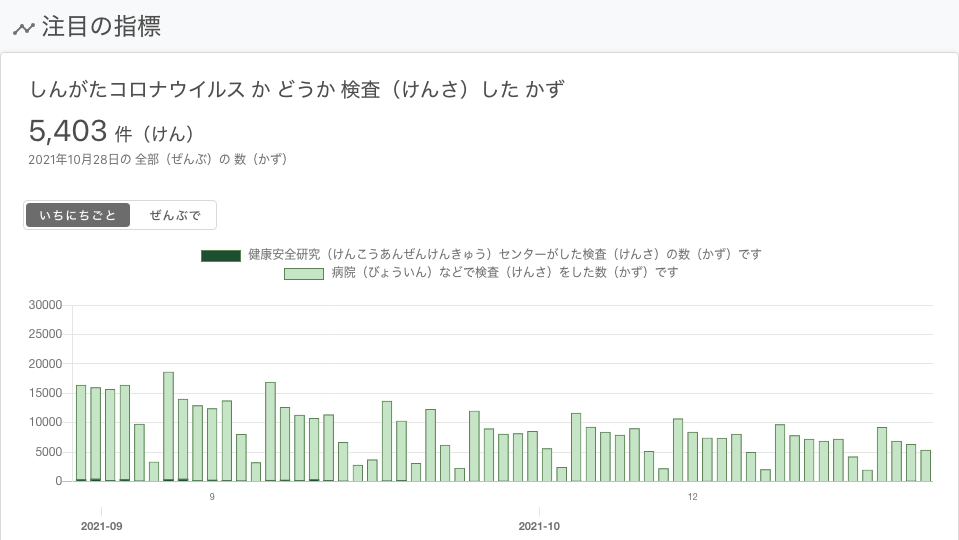 注目の指標
しんがたコロナウイルス か どうか 検査（けんさ）した かず
5,403 件（けん）
2021年10月28日の 全部（ぜんぶ）の 数（かず）
いちにちごと ぜんぶで
健康安全研究（けんこうあんぜんけんきゅう）センターがした検査（けんさ）の数（かず）です
病院（びょういん）などで検査（けんさ）をした数（かず）です
30000
25000
20000
15000
10000
5000
0
9 12
2021-09 2021-10